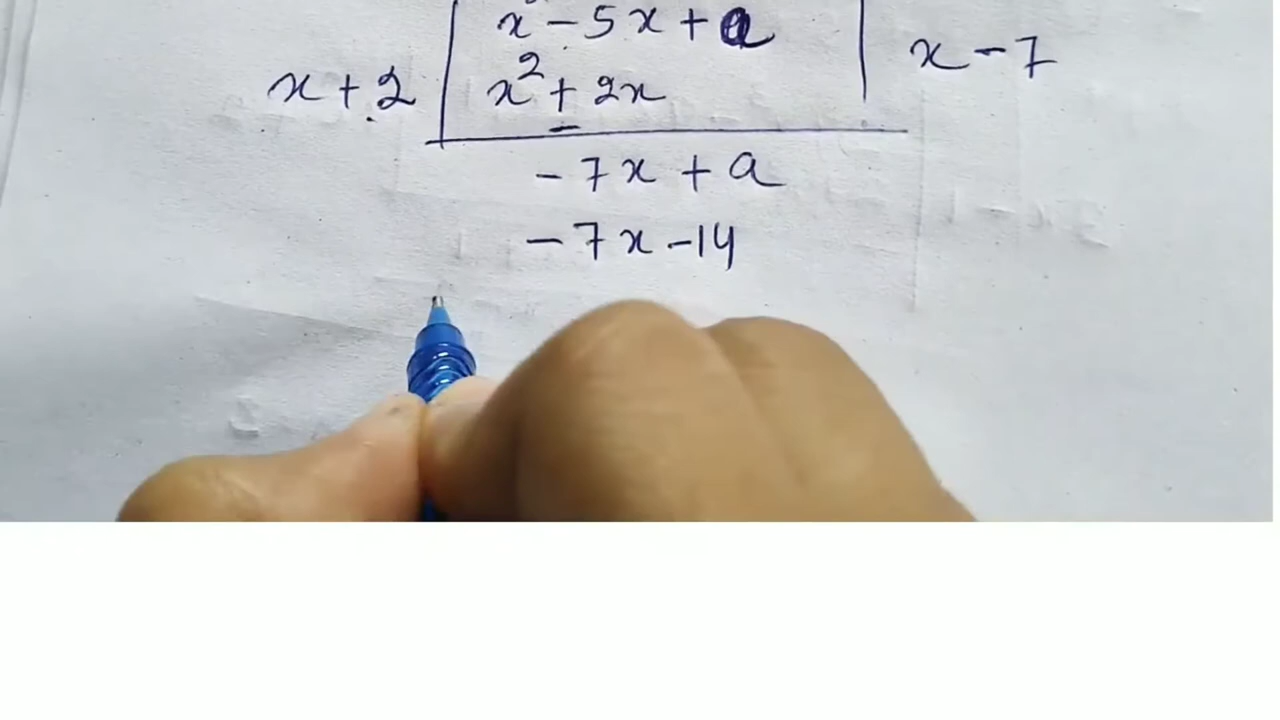 x² - 5x + a
x + 2 x² + 2x x - 7
-
-7x + a
-7x - 14